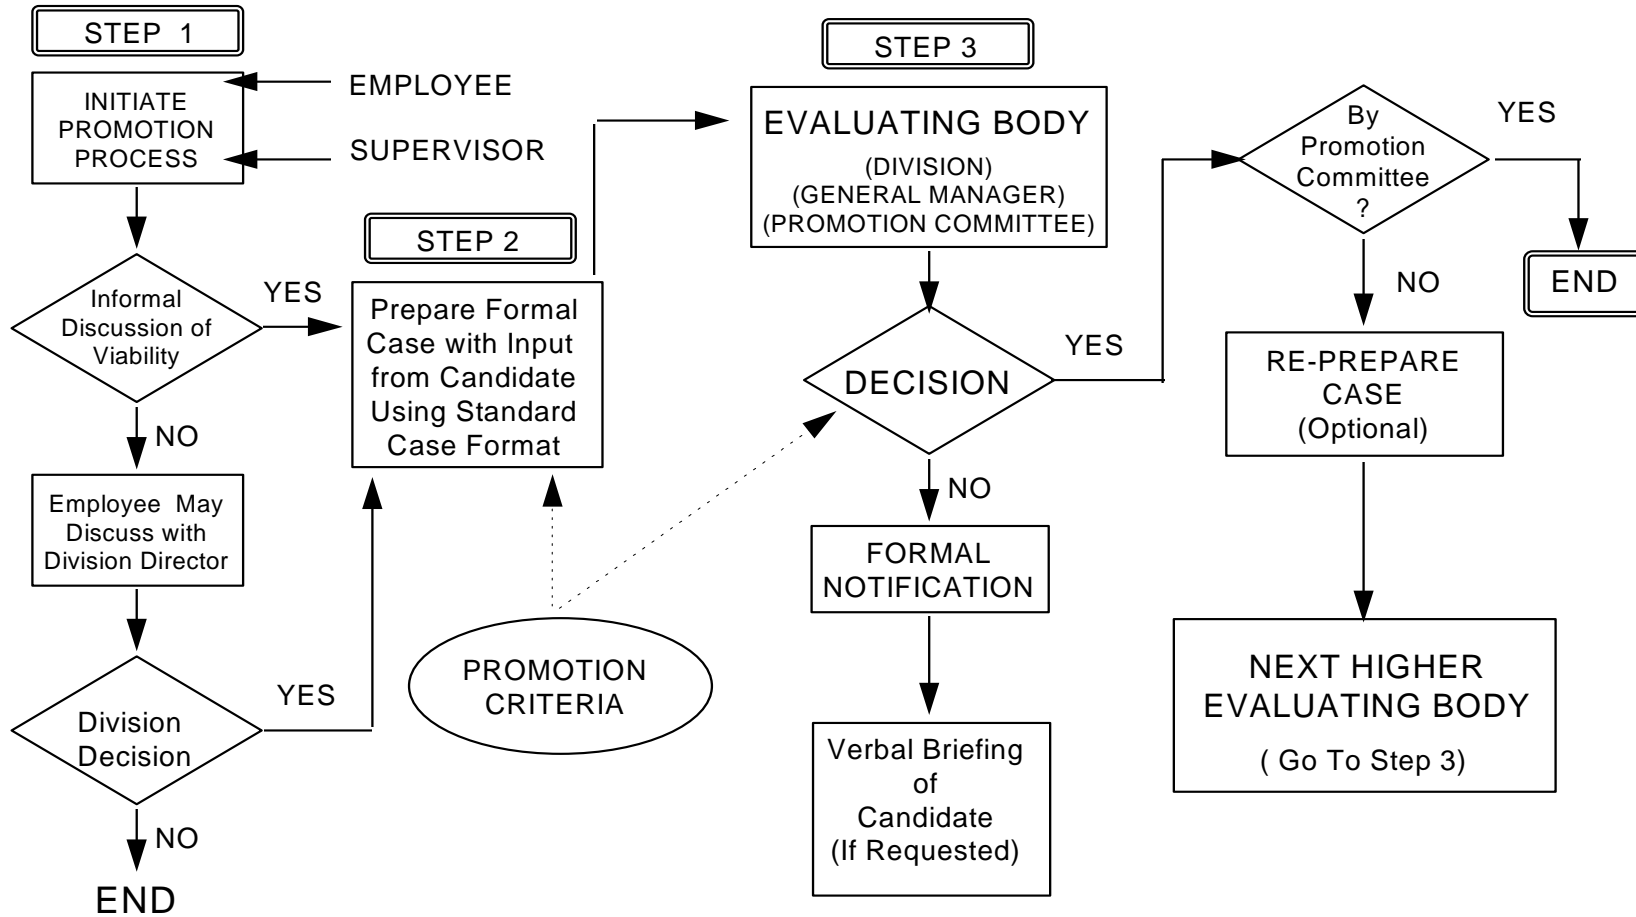 STEP 1
INITIATE
PROMOTION
PROCESS
EMPLOYEE
SUPERVISOR
Informal
Discussion of
Viability
YES
NO
Employee May
Discuss with
Division Director
Division
Decision
YES
NO
END
STEP 2
Prepare Formal
Case with Input
from Candidate
Using Standard
Case Format
PROMOTION
CRITERIA
STEP 3
EVALUATING BODY
(DIVISION)
(GENERAL MANAGER)
(PROMOTION COMMITTEE)
DECISION
YES
NO
FORMAL
NOTIFICATION
Verbal Briefing
of
Candidate
(If Requested)
By
Promotion
Committee
?
YES
END
NO
RE-PREPARE
CASE
(Optional)
NEXT HIGHER
EVALUATING BODY
( Go To Step 3)